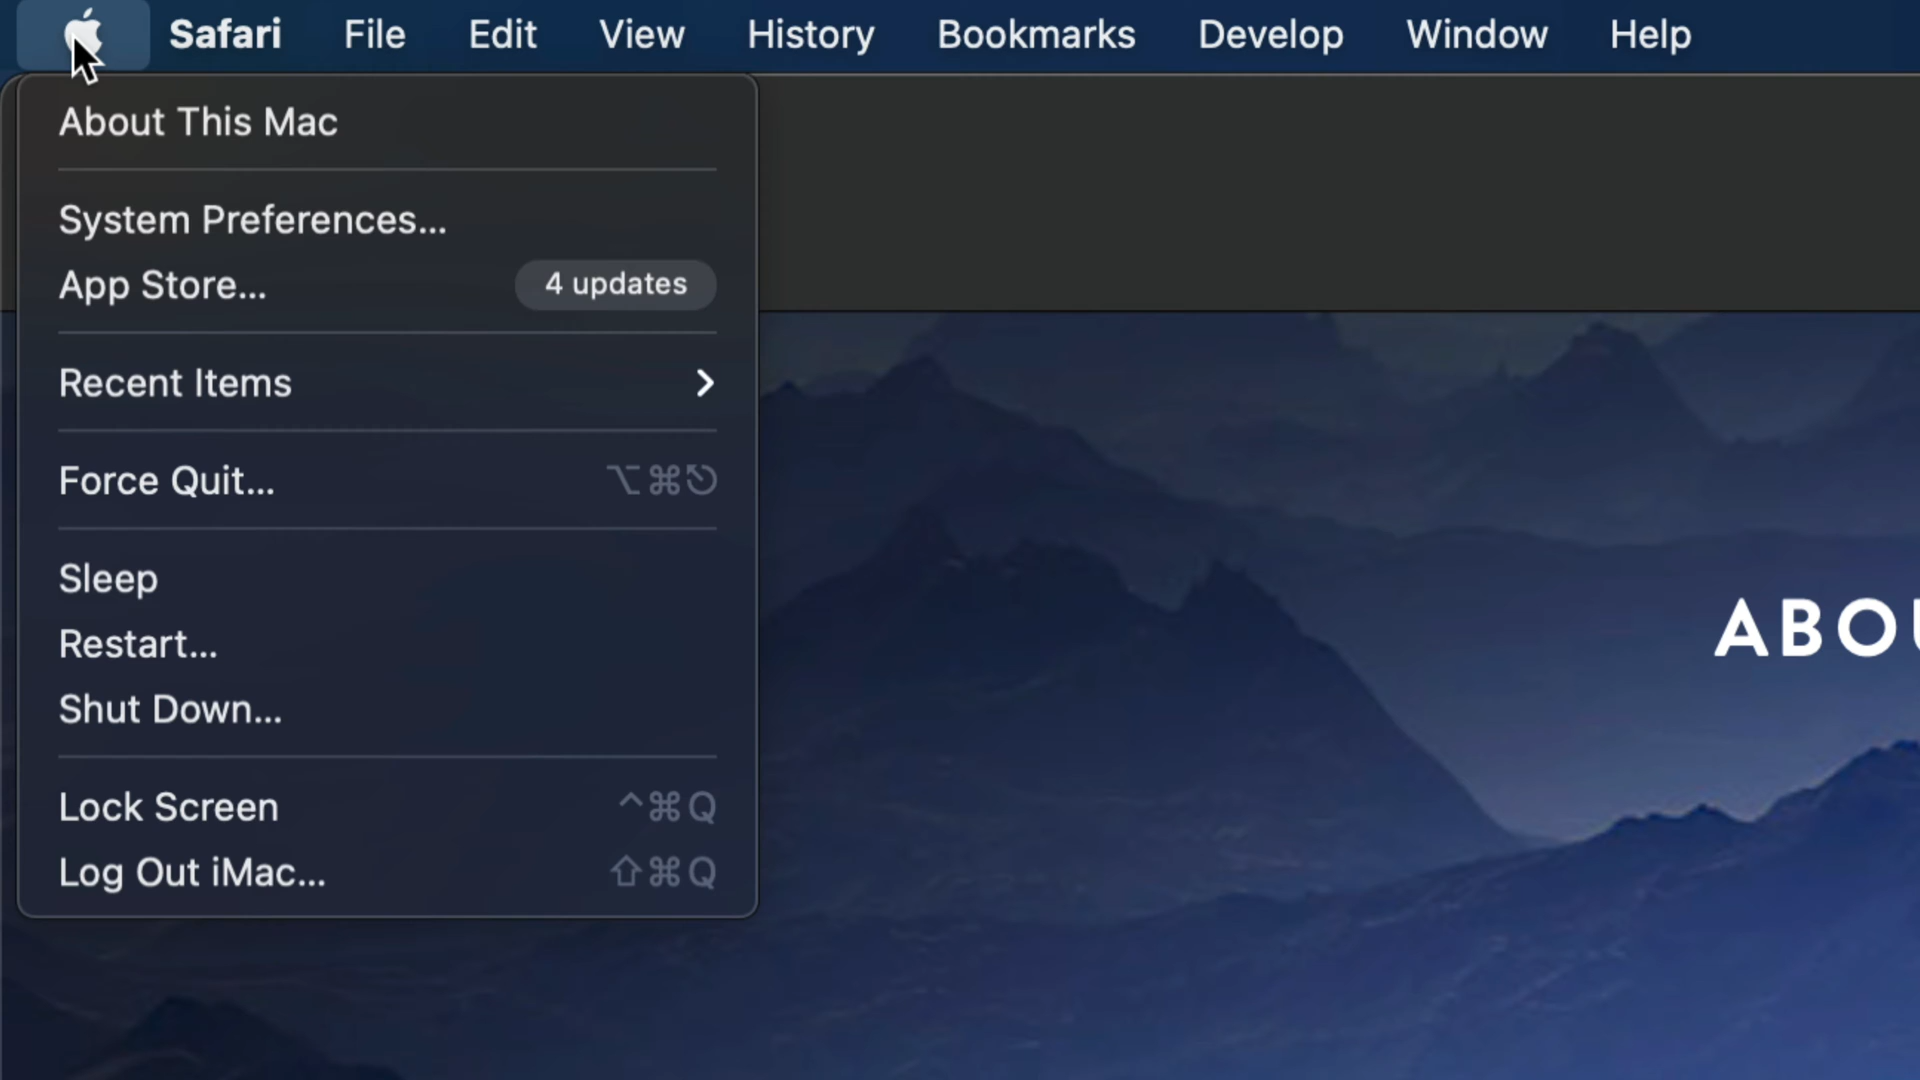 Safari File Edit View History Bookmarks Develop Window Help
About This Mac
System Preferences...
App Store... 4 updates
Recent Items
Force Quit... ⌥⌘⎋
Sleep
Restart...
Shut Down...
Lock Screen ^⌘Q
Log Out iMac... ⇧⌘Q
ABOU